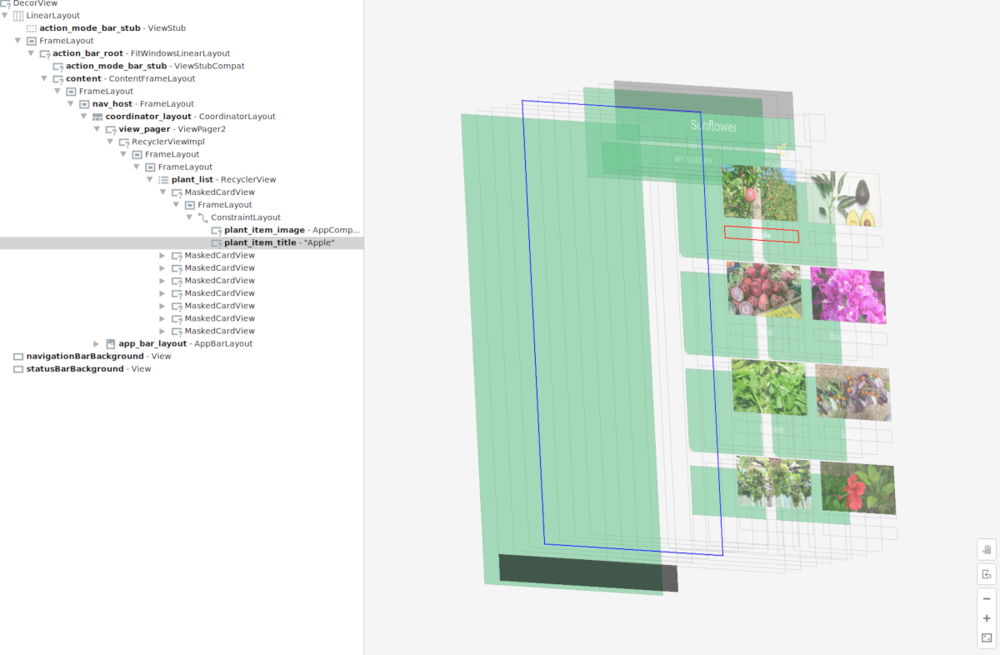 DecorView
LinearLayout
action_mode_bar_stub - ViewStub
FrameLayout
action_bar_root - FitWindowsLinearLayout
action_mode_bar_stub - ViewStubCompat
content - ContentFrameLayout
FrameLayout
nav_host - FrameLayout
coordinator_layout - CoordinatorLayout
view_pager - ViewPager2
RecyclerViewImpl
FrameLayout
FrameLayout
plant_list - RecyclerView
MaskedCardView
FrameLayout
ConstraintLayout
plant_item_image - AppComp...
plant_item_title - "Apple"
MaskedCardView
MaskedCardView
MaskedCardView
MaskedCardView
MaskedCardView
MaskedCardView
MaskedCardView
app_bar_layout - AppBarLayout
navigationBarBackground - View
statusBarBackground - View
Sunflower
MY GARDEN